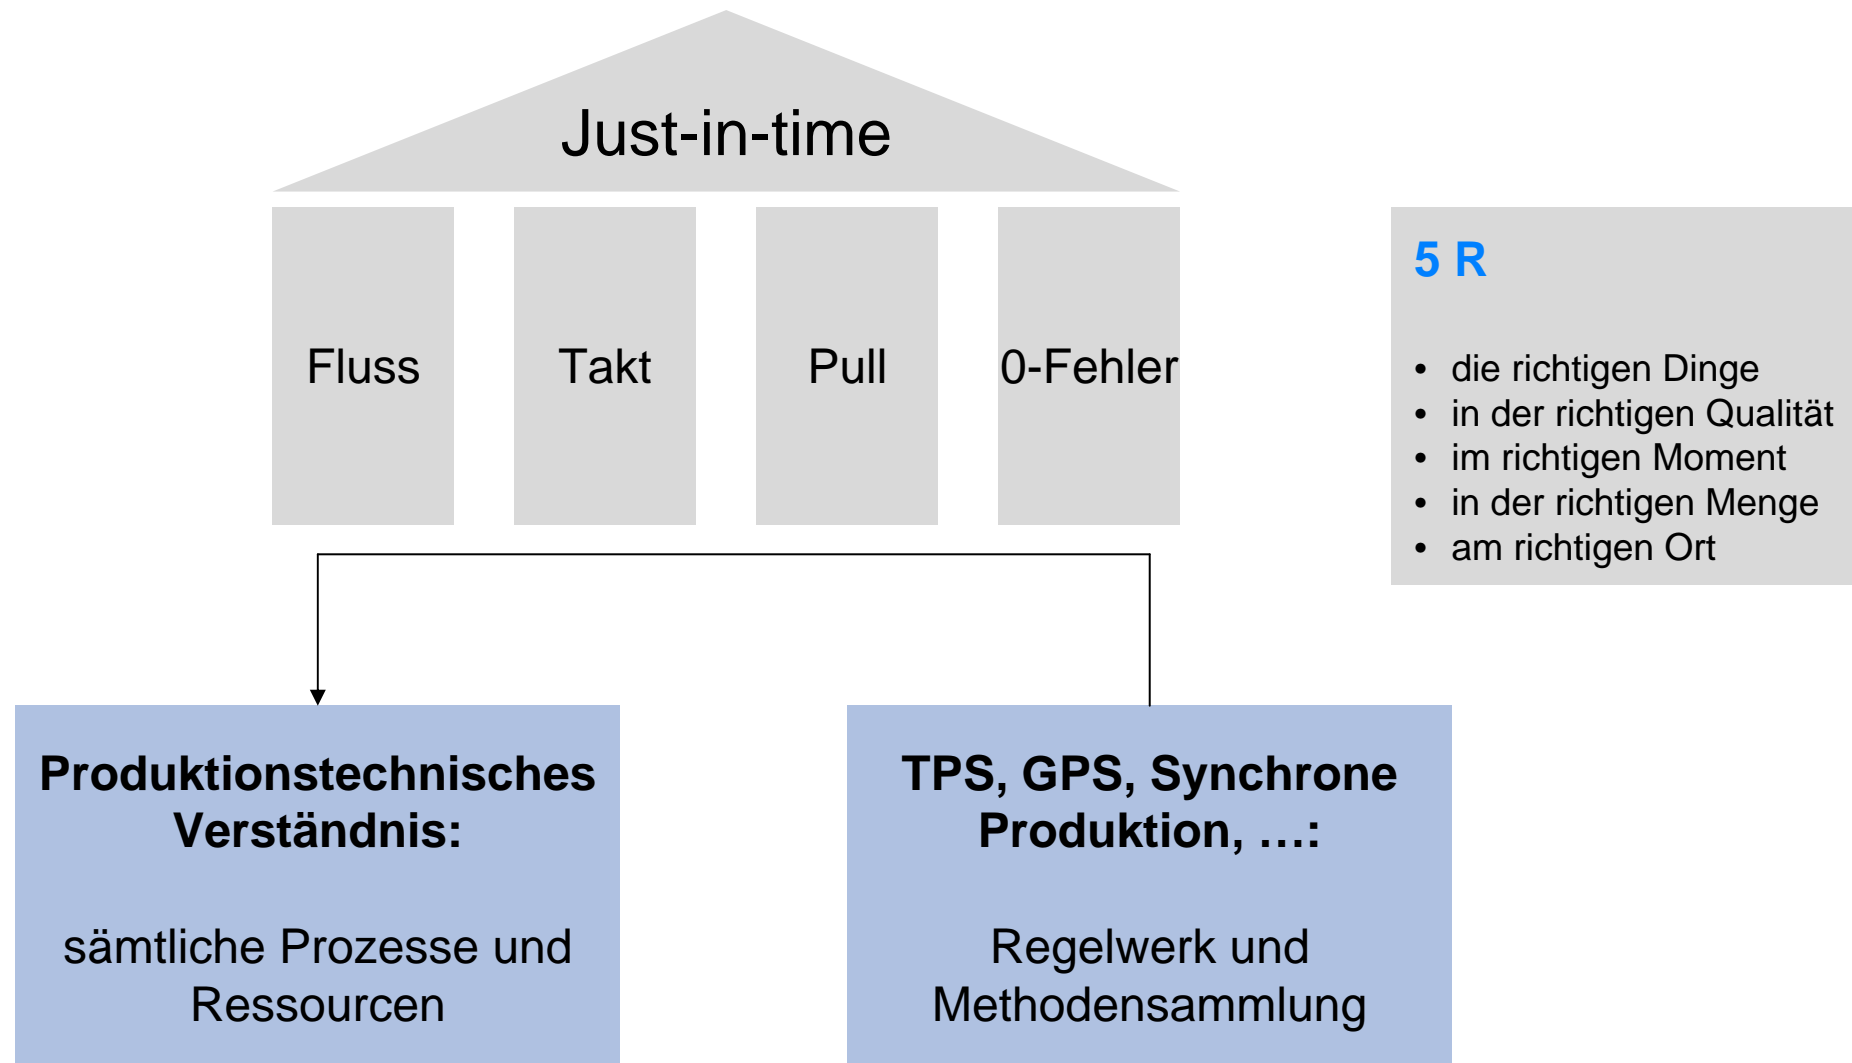 Just-in-time
Fluss
Takt
Pull
0-Fehler
5 R
• die richtigen Dinge
• in der richtigen Qualität
• im richtigen Moment
• in der richtigen Menge
• am richtigen Ort
Produktionstechnisches
Verständnis:
sämtliche Prozesse und
Ressourcen
TPS, GPS, Synchrone
Produktion, …:
Regelwerk und
Methodensammlung